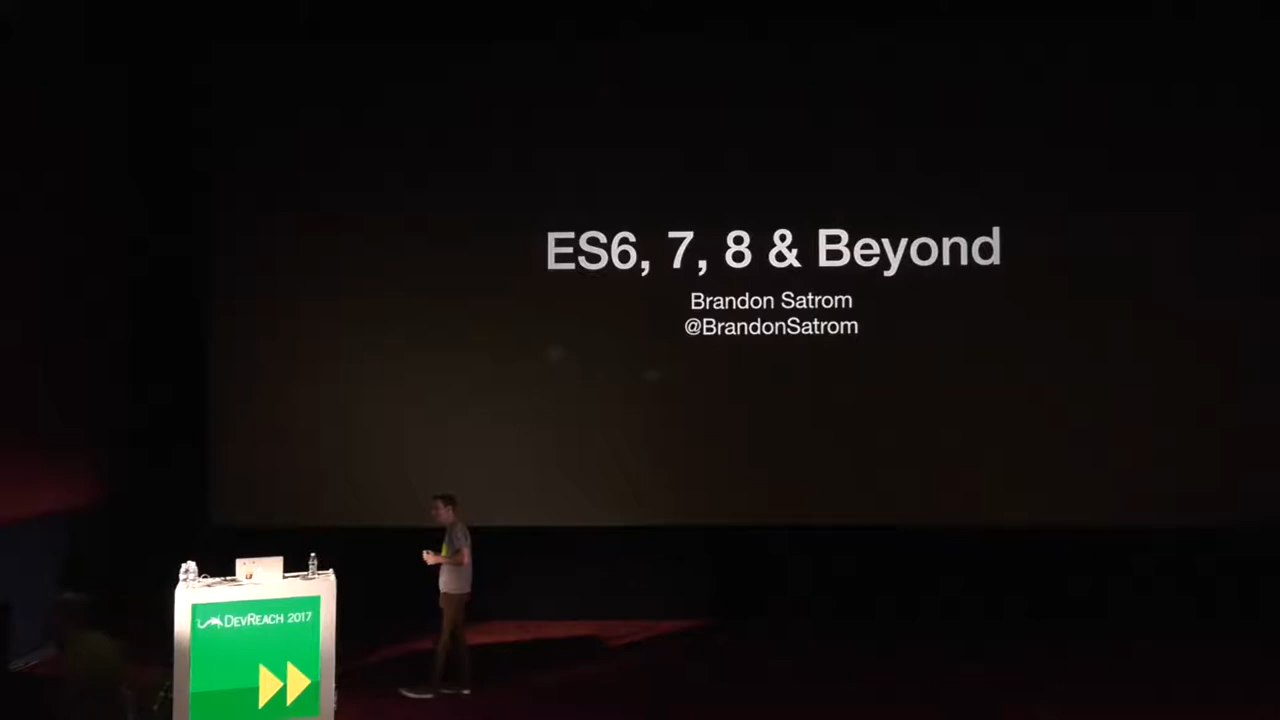 ES6, 7, 8 & Beyond
Brandon Satrom
@BrandonSatrom
DEVREACH 2017